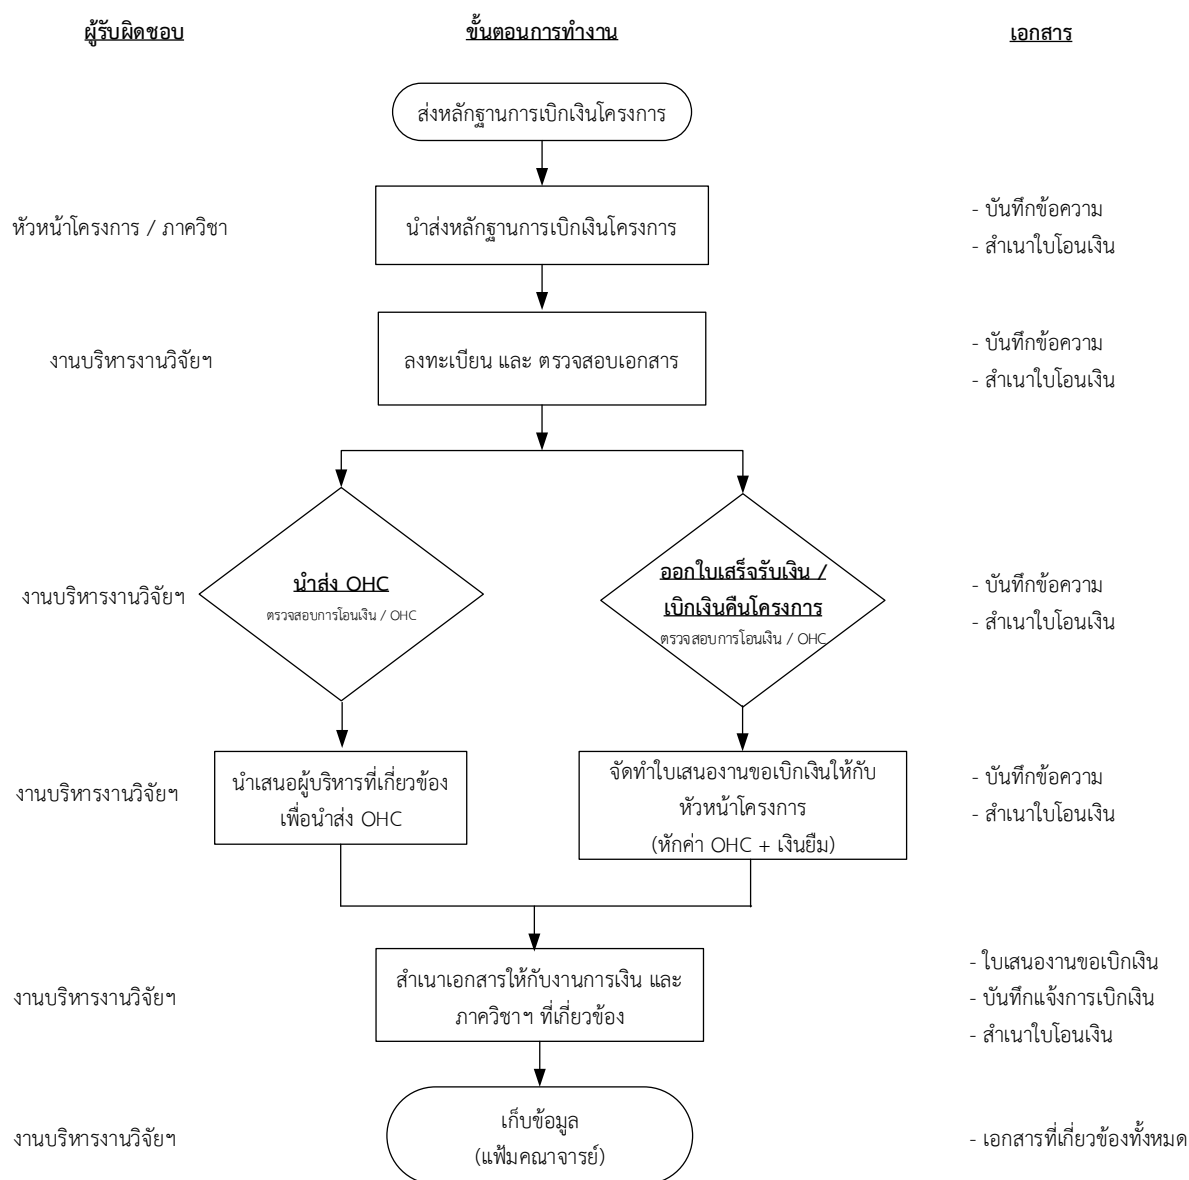 ผู้รับผิดชอบ
ขั้นตอนการทำงาน
เอกสาร
ส่งหลักฐานการเบิกเงินโครงการ
หัวหน้าโครงการ / ภาควิชา
นำส่งหลักฐานการเบิกเงินโครงการ
- บันทึกข้อความ
- สำเนาใบโอนเงิน
งานบริหารงานวิจัยฯ
ลงทะเบียน และ ตรวจสอบเอกสาร
- บันทึกข้อความ
- สำเนาใบโอนเงิน
งานบริหารงานวิจัยฯ
นำส่ง OHC
ตรวจสอบการโอนเงิน / OHC
ออกใบเสร็จรับเงิน /
เบิกเงินคืนโครงการ
ตรวจสอบการโอนเงิน / OHC
- บันทึกข้อความ
- สำเนาใบโอนเงิน
งานบริหารงานวิจัยฯ
นำเสนอผู้บริหารที่เกี่ยวข้อง
เพื่อนำส่ง OHC
จัดทำใบเสนองานขอเบิกเงินให้กับ
หัวหน้าโครงการ
(หักค่า OHC + เงินยืม)
- บันทึกข้อความ
- สำเนาใบโอนเงิน
งานบริหารงานวิจัยฯ
สำเนาเอกสารให้กับงานการเงิน และ
ภาควิชาฯ ที่เกี่ยวข้อง
- ใบเสนองานขอเบิกเงิน
- บันทึกแจ้งการเบิกเงิน
- สำเนาใบโอนเงิน
งานบริหารงานวิจัยฯ
เก็บข้อมูล
(แฟ้มคณาจารย์)
- เอกสารที่เกี่ยวข้องทั้งหมด